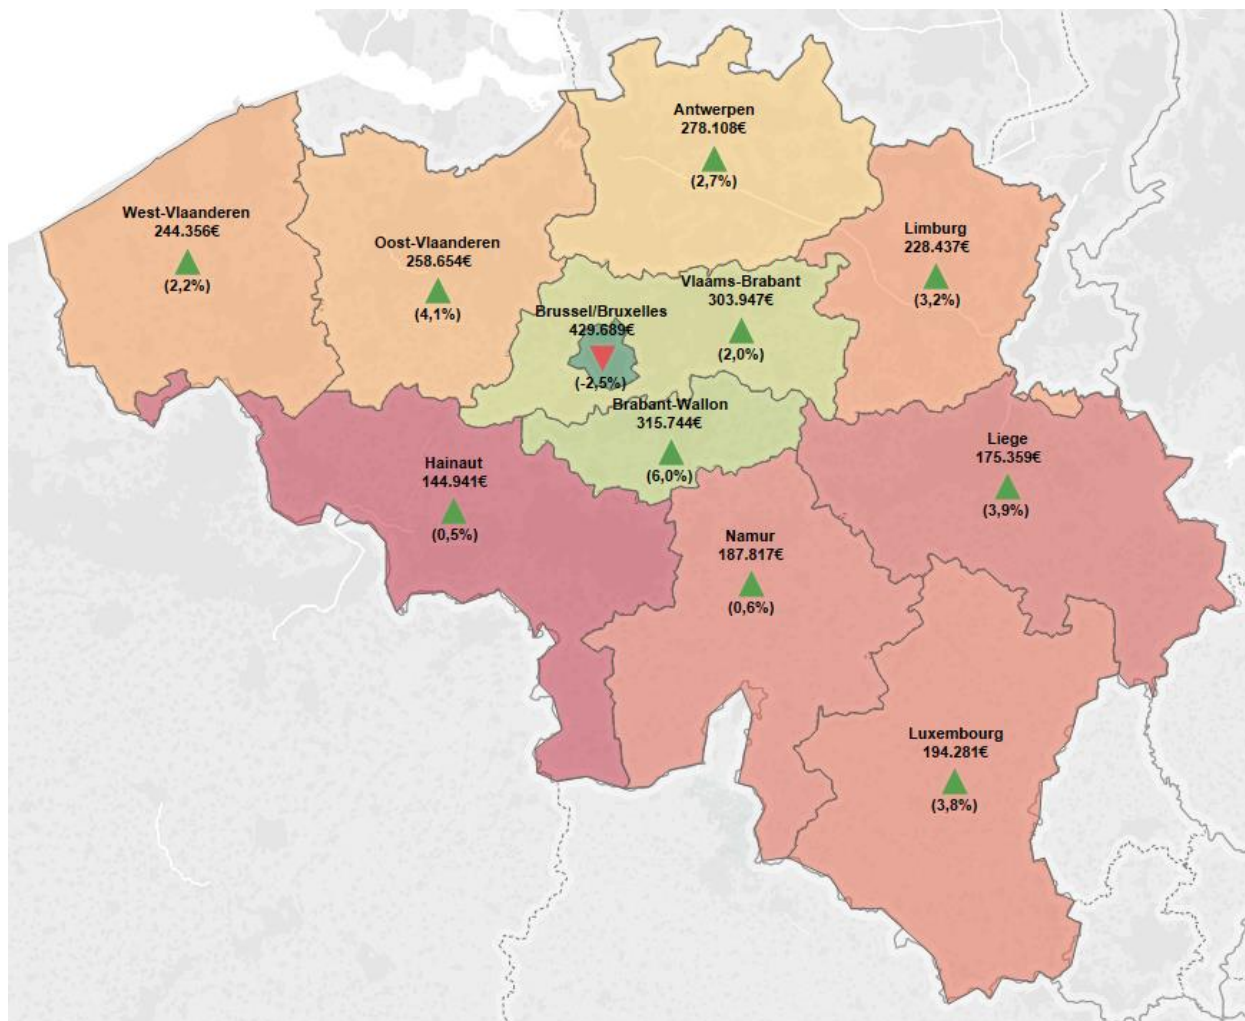 Antwerpen
278.108€
(2,7%)
West-Vlaanderen
244.356€
(2,2%)
Oost-Vlaanderen
258.654€
(4,1%)
Limburg
228.437€
(3,2%)
Vlaams-Brabant
303.947€
(2,0%)
Brussel/Bruxelles
429.689€
(-2,5%)
Brabant-Wallon
315.744€
(6,0%)
Liege
175.359€
(3,9%)
Hainaut
144.941€
(0,5%)
Namur
187.817€
(0,6%)
Luxembourg
194.281€
(3,8%)